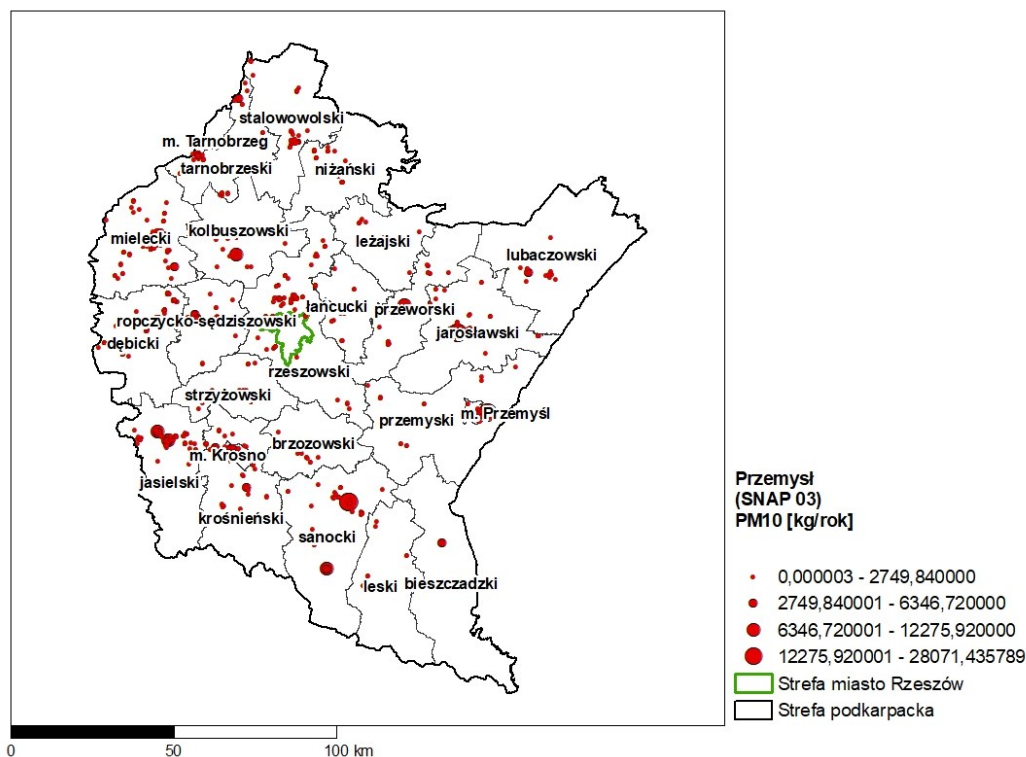 stalowowolski
m. Tarnobrzeg
tarnobrzeski
niżański
mielecki
kolbuszowski
leżajski
lubaczowski
łańcucki
przeworski
ropczycko-sędziszowski
jarosławski
dębicki
rzeszowski
strzyżowski
przemyski
m. Przemyśl
brzozowski
m. Krosno
jasielski
krośnieński
sanocki
leski
bieszczadzki
Przemysł
(SNAP 03)
PM10 [kg/rok]
0,000003 - 2749,840000
2749,840001 - 6346,720000
6346,720001 - 12275,920000
12275,920001 - 28071,435789
Strefa miasto Rzeszów
Strefa podkarpacka
0 50 100 km